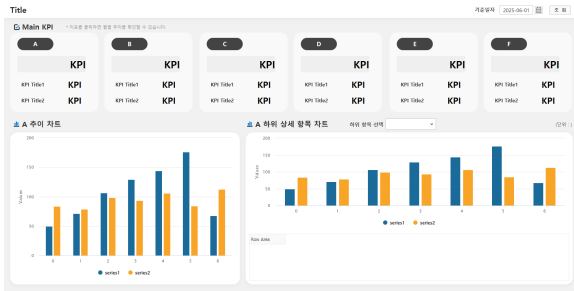 Title
기준일자 2025-06-01 조 회
Main KPI
* 지표를 클릭하면 월별 추이를 확인할 수 있습니다.
A B C D E F
KPI KPI KPI KPI KPI KPI
KPI Title1 KPI KPI Title1 KPI KPI Title1 KPI KPI Title1 KPI KPI Title1 KPI KPI Title1 KPI
KPI Title2 KPI KPI Title2 KPI KPI Title2 KPI KPI Title2 KPI KPI Title2 KPI KPI Title2 KPI
A 추이 차트
200
150
100
50
0
Values
0 1 2 3 4 5 6
series1 series2
A 하위 상세 항목 차트 하위 항목 선택 (단위 : )
200
150
100
50
0
Values
0 1 2 3 4 5 6
series1 series2
Row Area